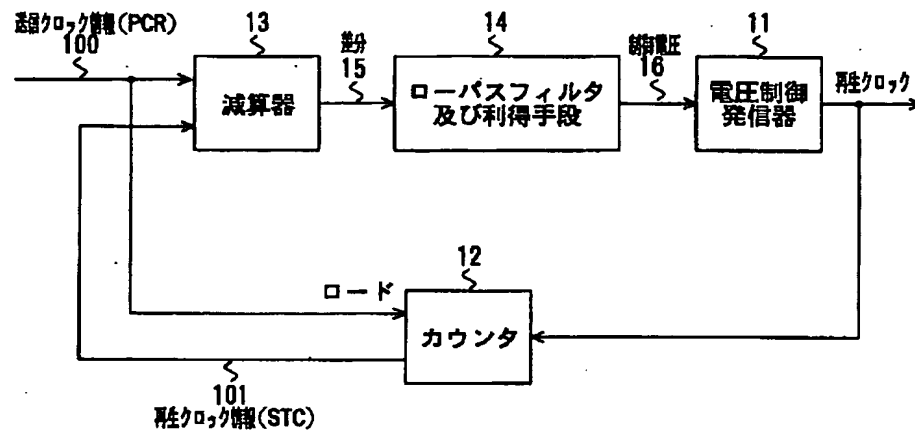 送信クロック情報(PCR)
100
13
減算器
差分
15
14
ローパスフィルタ
及び利得手段
制御電圧
16
11
電圧制御
発信器
再生クロック
12
ロード
カウンタ
101
再生クロック情報(STC)